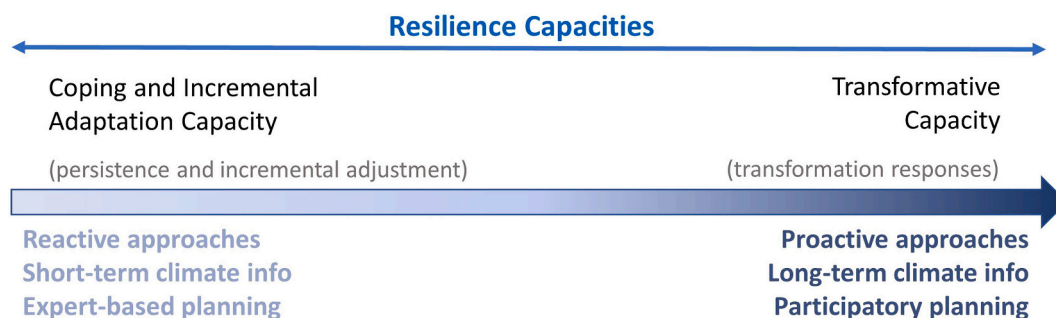 Resilience Capacities
Coping and Incremental
Adaptation Capacity
(persistence and incremental adjustment)
Transformative
Capacity
(transformation responses)
Reactive approaches
Short-term climate info
Expert-based planning
Proactive approaches
Long-term climate info
Participatory planning